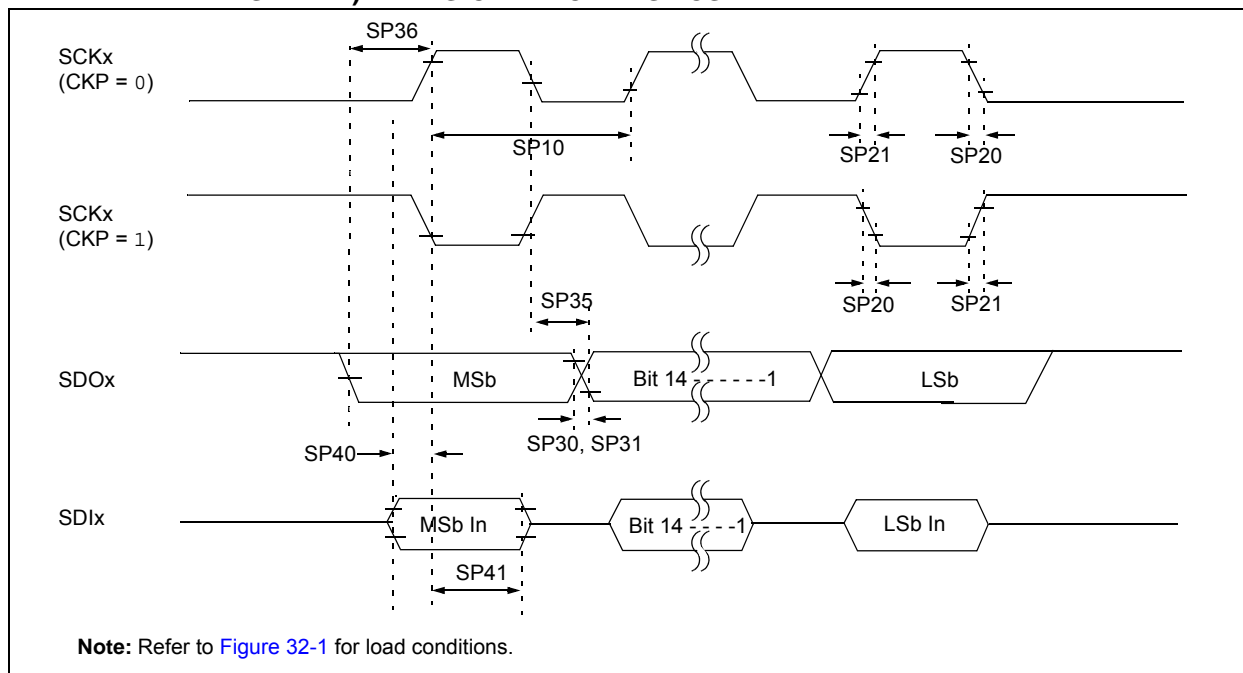 SP36
SCKx
(CKP = 0)
SP10
SP21
SP20
SCKx
(CKP = 1)
SP35
SP20
SP21
SDOx
MSb
Bit 14 - - - - - -1
LSb
SP30, SP31
SP40
SDIx
MSb In
Bit 14 - - - -1
LSb In
SP41
Note: Refer to Figure 32-1 for load conditions.